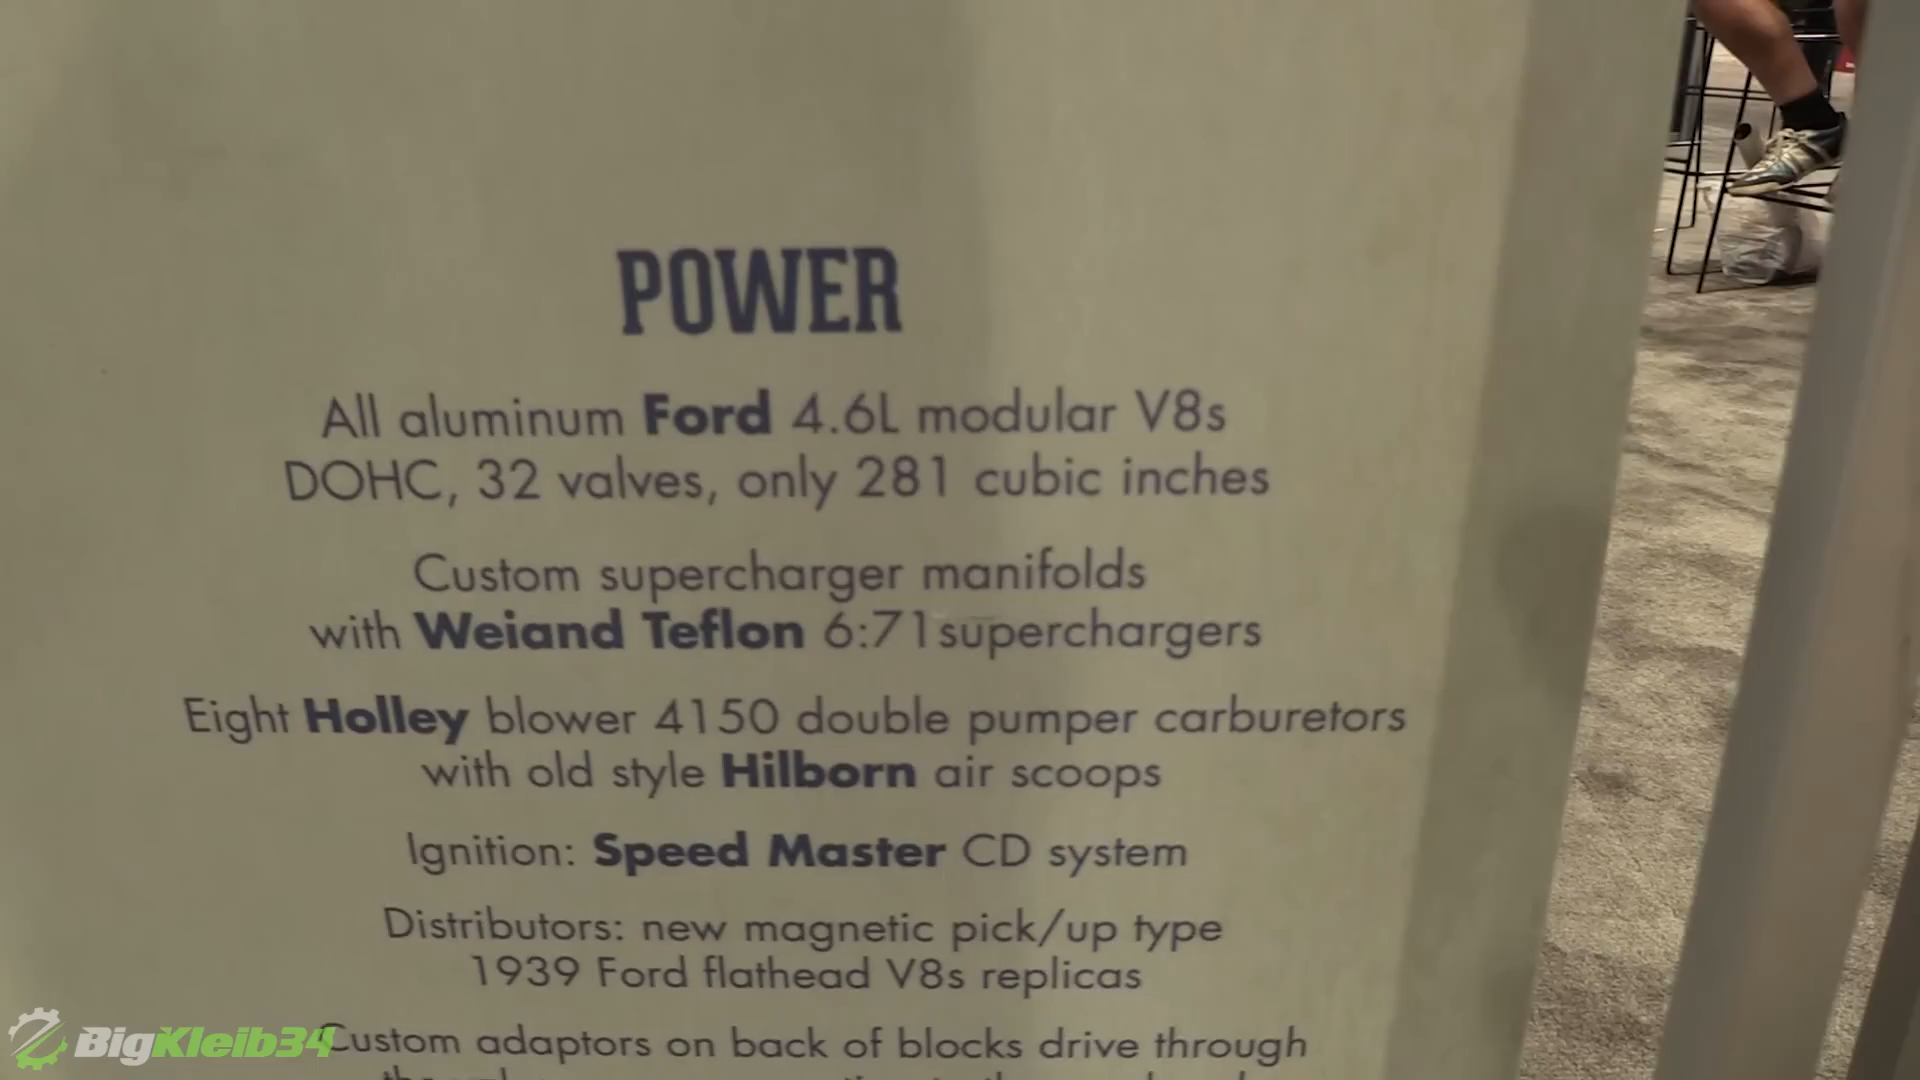 POWER
All aluminum Ford 4.6L modular V8s
DOHC, 32 valves, only 281 cubic inches
Custom supercharger manifolds
with Weiand Teflon 6:71superchargers
Eight Holley blower 4150 double pumper carburetors
with old style Hilborn air scoops
Ignition: Speed Master CD system
Distributors: new magnetic pick/up type
1939 Ford flathead V8s replicas
Custom adaptors on back of blocks drive through
BigKleib34